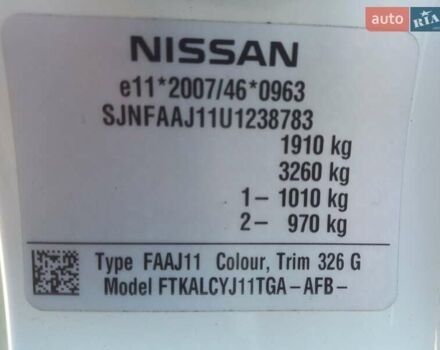 auto RIA
NISSAN
e11*2007/46*0963
SJNFAAJ11U1238783
1910 kg
3260 kg
1- 1010 kg
2- 970 kg
Type FAAJ11 Colour, Trim 326 G
Model FTKALCYJ11TGA-AFB-